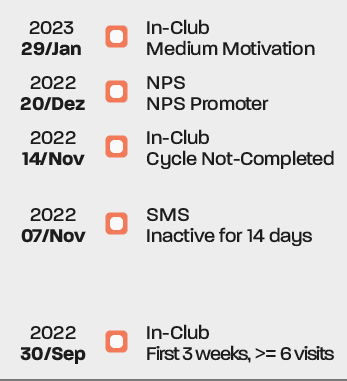 2023
In-Club
29/Jan
Medium Motivation
2022
NPS
20/Dez
NPS Promoter
2022
In-Club
14/Nov
Cycle Not-Completed
2022
SMS
07/Nov
Inactive for 14 days
2022
In-Club
30/Sep
First 3 weeks, >= 6 visits